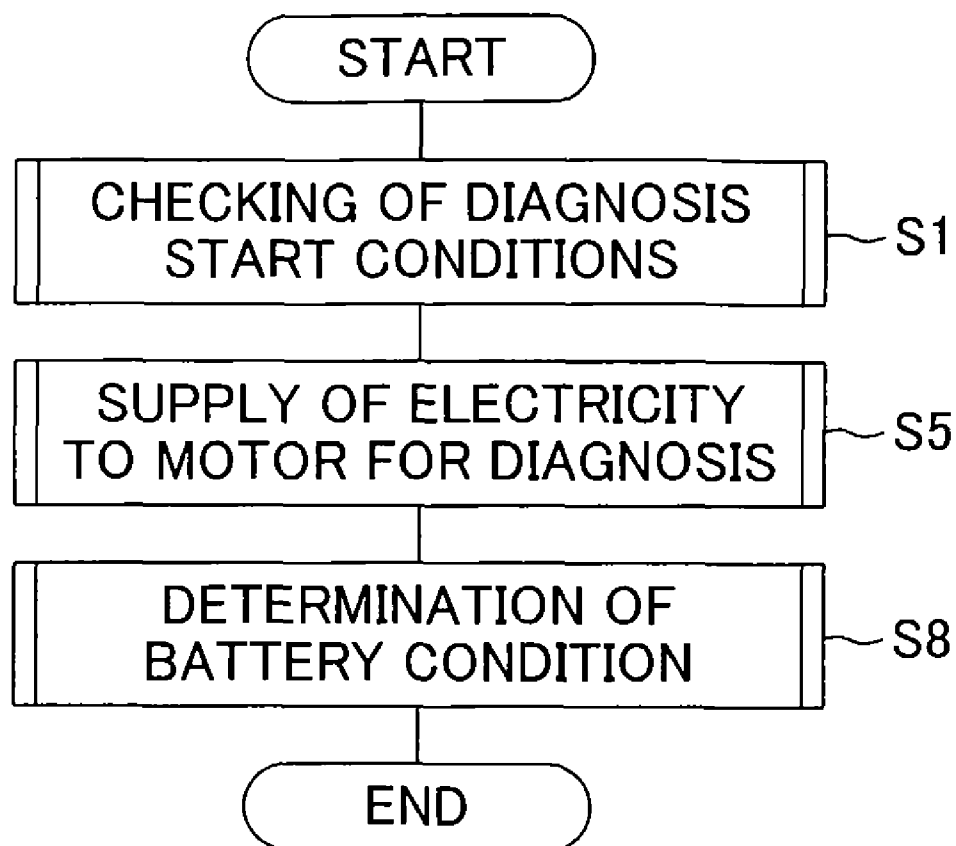 START
CHECKING OF DIAGNOSIS
START CONDITIONS
S1
SUPPLY OF ELECTRICITY
TO MOTOR FOR DIAGNOSIS
S5
DETERMINATION OF
BATTERY CONDITION
S8
END